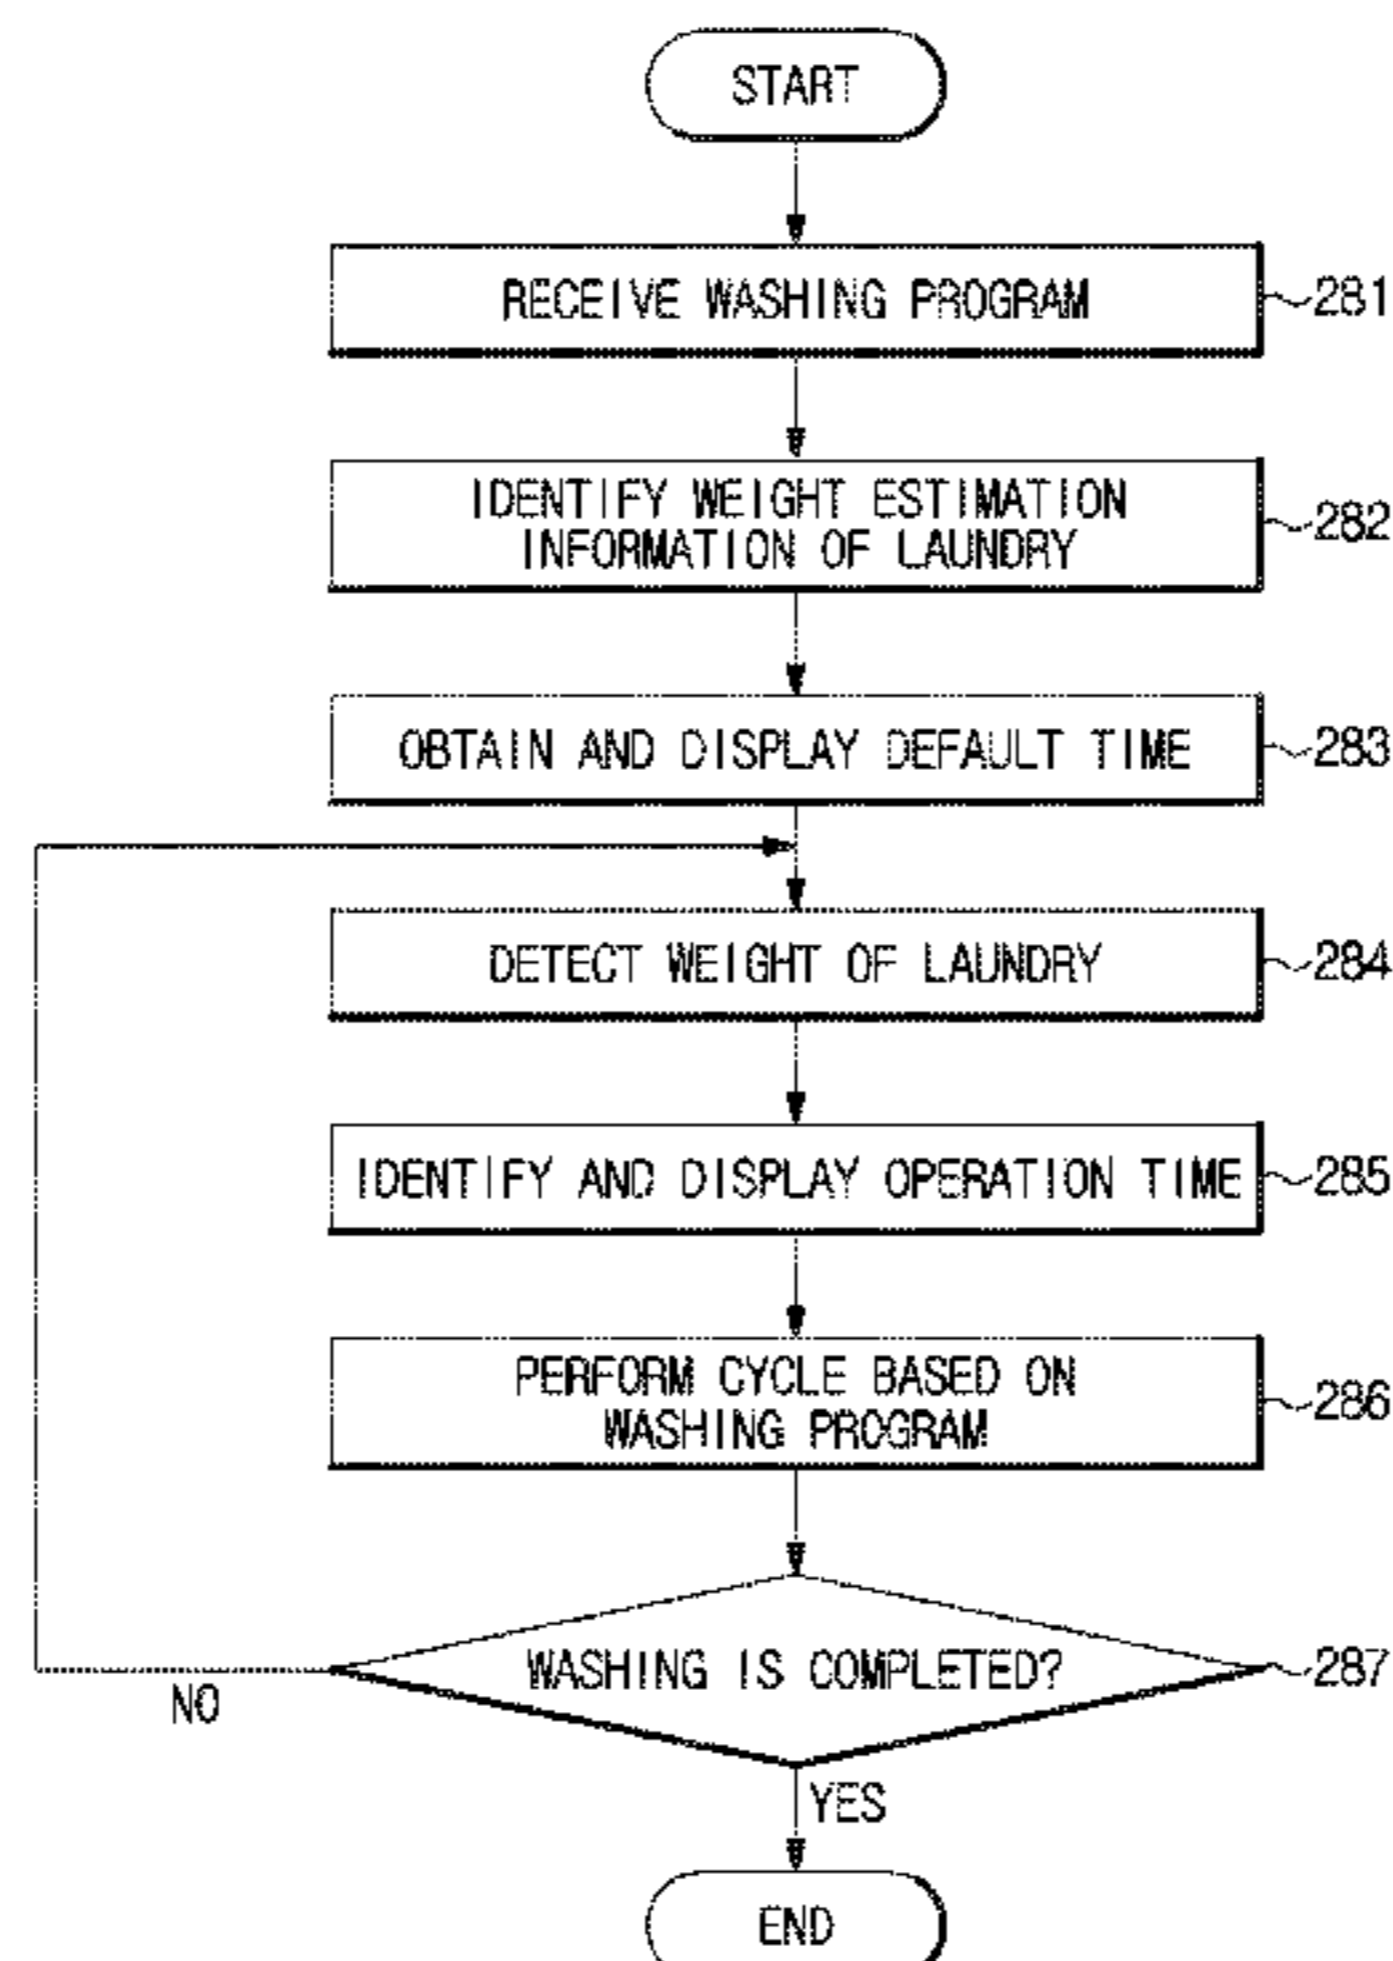 START
RECEIVE WASHING PROGRAM
281
IDENTIFY WEIGHT ESTIMATION
INFORMATION OF LAUNDRY
282
OBTAIN AND DISPLAY DEFAULT TIME
283
DETECT WEIGHT OF LAUNDRY
284
IDENTIFY AND DISPLAY OPERATION TIME
285
PERFORM CYCLE BASED ON
WASHING PROGRAM
286
WASHING IS COMPLETED?
287
NO
YES
END